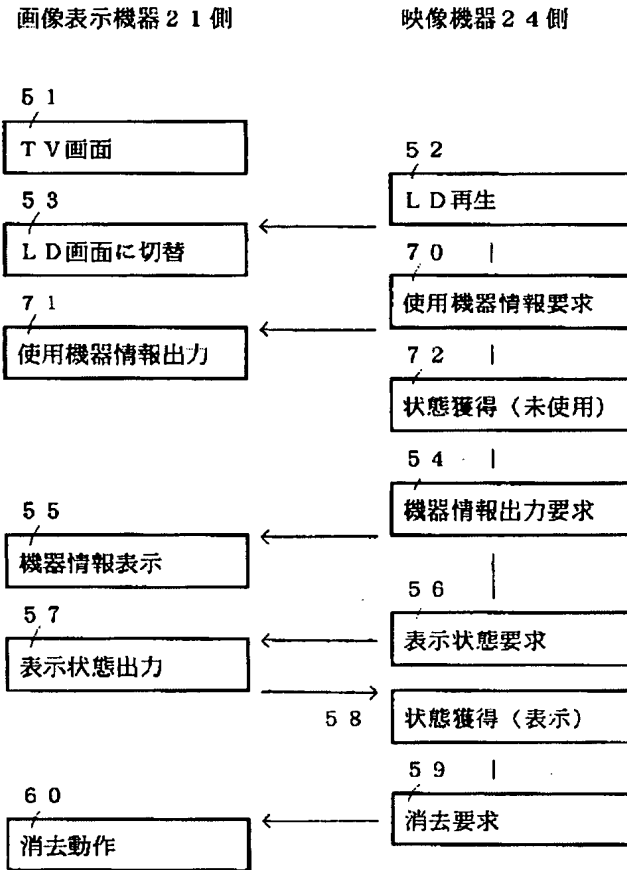 画像表示機器21側
映像機器24側
51
TV画面
52
LD再生
53
LD画面に切替
70
使用機器情報要求
71
使用機器情報出力
72
状態獲得（未使用）
54
機器情報出力要求
55
機器情報表示
56
表示状態要求
57
表示状態出力
58
状態獲得（表示）
59
消去要求
60
消去動作